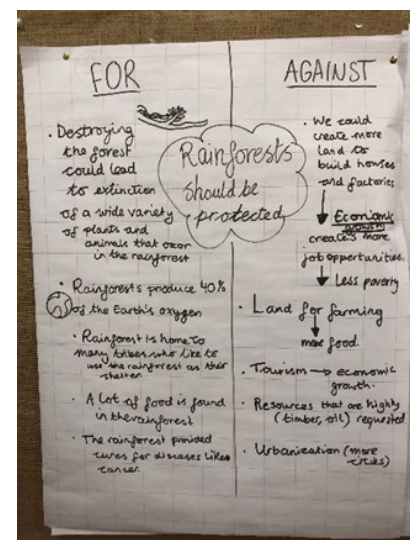 FOR
AGAINST
Rainforests
should be
protected
. Destroying
the forest
could lead
to extinction
of a wide variety
of plants and
animals that occur
in the rainforest
. Rainforests produce 40%
of the Earth's oxygen
. Rainforest is home to
many tribes who like to
use the rainforest as their
shelter
. A lot of food is found
in the rainforest
. The rainforest provided
cures for diseases like
cancer.
. We could
create more
land to
build houses
and factories
Economic
growth
creates more
job opportunities.
Less poverty
. Land for farming
more food.
. Tourism → economic
growth.
. Resources that are highly
(timber, oil) requested
. Urbanisation (more
cities)